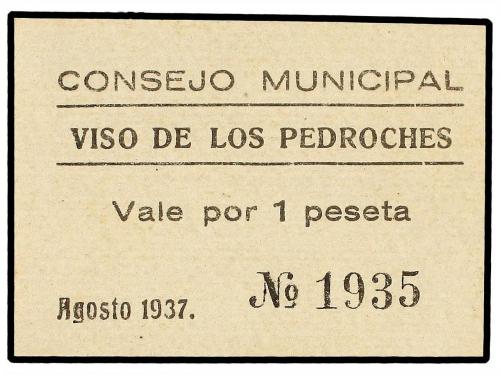 CONSEJO MUNICIPAL
VISO DE LOS PEDROCHES
Vale por 1 peseta
Agosto 1937. № 1935